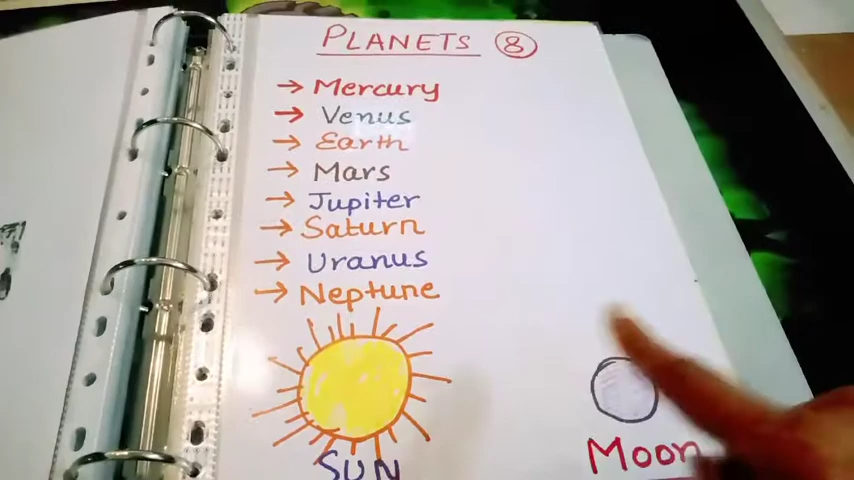 PLANETS 8
→ Mercury
→ Venus
→ Earth
→ Mars
→ Jupiter
→ Saturn
→ Uranus
→ Neptune
SUN
Moon